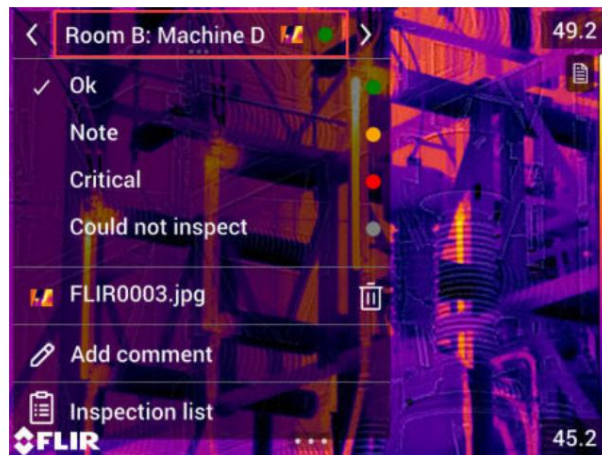 Room B: Machine D
49.2
Ok
Note
Critical
Could not inspect
FLIR0003.jpg
Add comment
Inspection list
FLIR
45.2